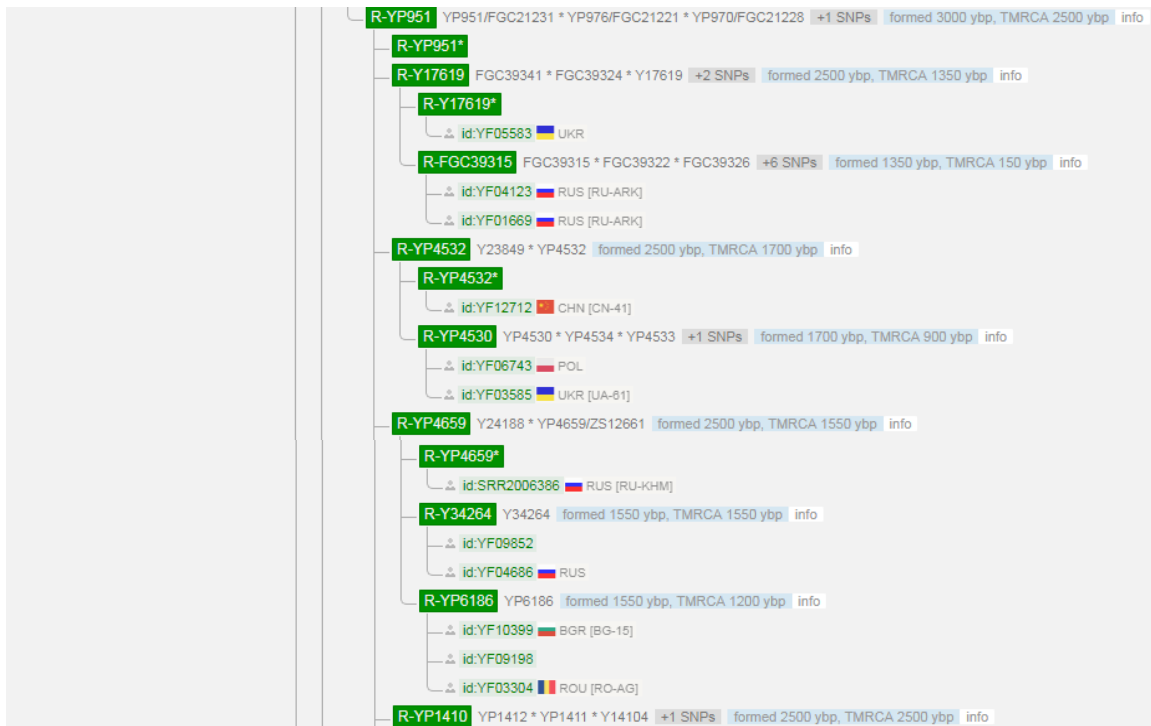 R-YP951 YP951/FGC21231 * YP976/FGC21221 * YP970/FGC21228 +1 SNPs formed 3000 ybp, TMRCA 2500 ybp info
R-YP951*
R-Y17619 FGC39341 * FGC39324 * Y17619 +2 SNPs formed 2500 ybp, TMRCA 1350 ybp info
R-Y17619*
id:YF05583 UKR
R-FGC39315 FGC39315 * FGC39322 * FGC39326 +6 SNPs formed 1350 ybp, TMRCA 150 ybp info
id:YF04123 RUS [RU-ARK]
id:YF01669 RUS [RU-ARK]
R-YP4532 Y23849 * YP4532 formed 2500 ybp, TMRCA 1700 ybp info
R-YP4532*
id:YF12712 CHN [CN-41]
R-YP4530 YP4530 * YP4534 * YP4533 +1 SNPs formed 1700 ybp, TMRCA 900 ybp info
id:YF06743 POL
id:YF03585 UKR [UA-61]
R-YP4659 Y24188 * YP4659/ZS12661 formed 2500 ybp, TMRCA 1550 ybp info
R-YP4659*
id:SRR2006386 RUS [RU-KHM]
R-Y34264 Y34264 formed 1550 ybp, TMRCA 1550 ybp info
id:YF09852
id:YF04686 RUS
R-YP6186 YP6186 formed 1550 ybp, TMRCA 1200 ybp info
id:YF10399 BGR [BG-15]
id:YF09198
id:YF03304 ROU [RO-AG]
R-YP1410 YP1412 * YP1411 * Y14104 +1 SNPs formed 2500 ybp, TMRCA 2500 ybp info